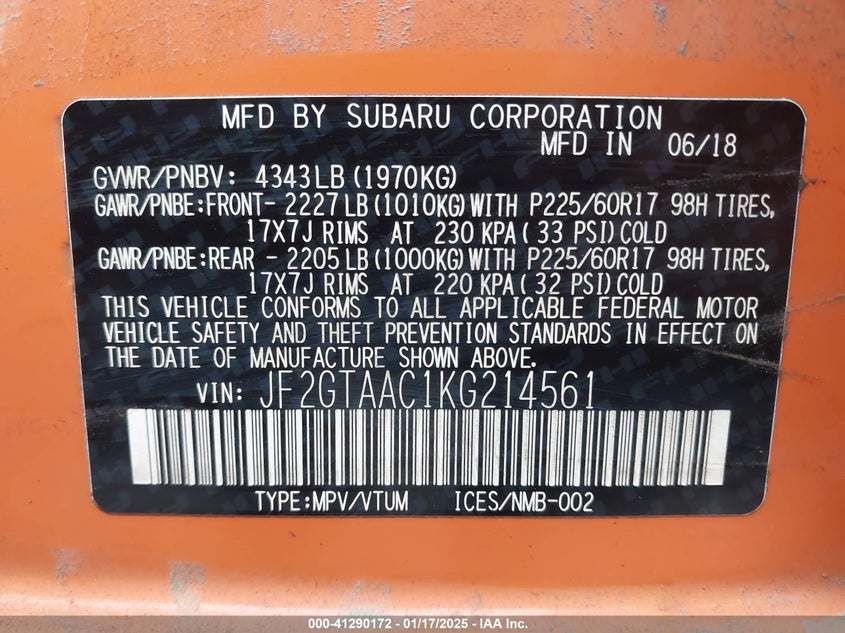 MFD BY SUBARU CORPORATION
MFD IN 06/18
GVWR/PNBV: 4343LB (1970KG)
GAWR/PNBE:FRONT- 2227LB (1010KG) WITH P225/60R17 98H TIRES,
17X7J RIMS AT 230 KPA ( 33 PSI) COLD
GAWR/PNBE:REAR - 2205LB (1000KG) WITH P225/60R17 98H TIRES,
17X7J RIMS AT 220 KPA ( 32 PSI) COLD
THIS VEHICLE CONFORMS TO ALL APPLICABLE FEDERAL MOTOR
VEHICLE SAFETY AND THEFT PREVENTION STANDARDS IN EFFECT ON
THE DATE OF MANUFACTURE SHOWN ABOVE.
VIN: JF2GTAAC1KG214561
TYPE:MPV/VTUM ICES/NMB-002
000-41290172 - 01/17/2025 - IAA Inc.